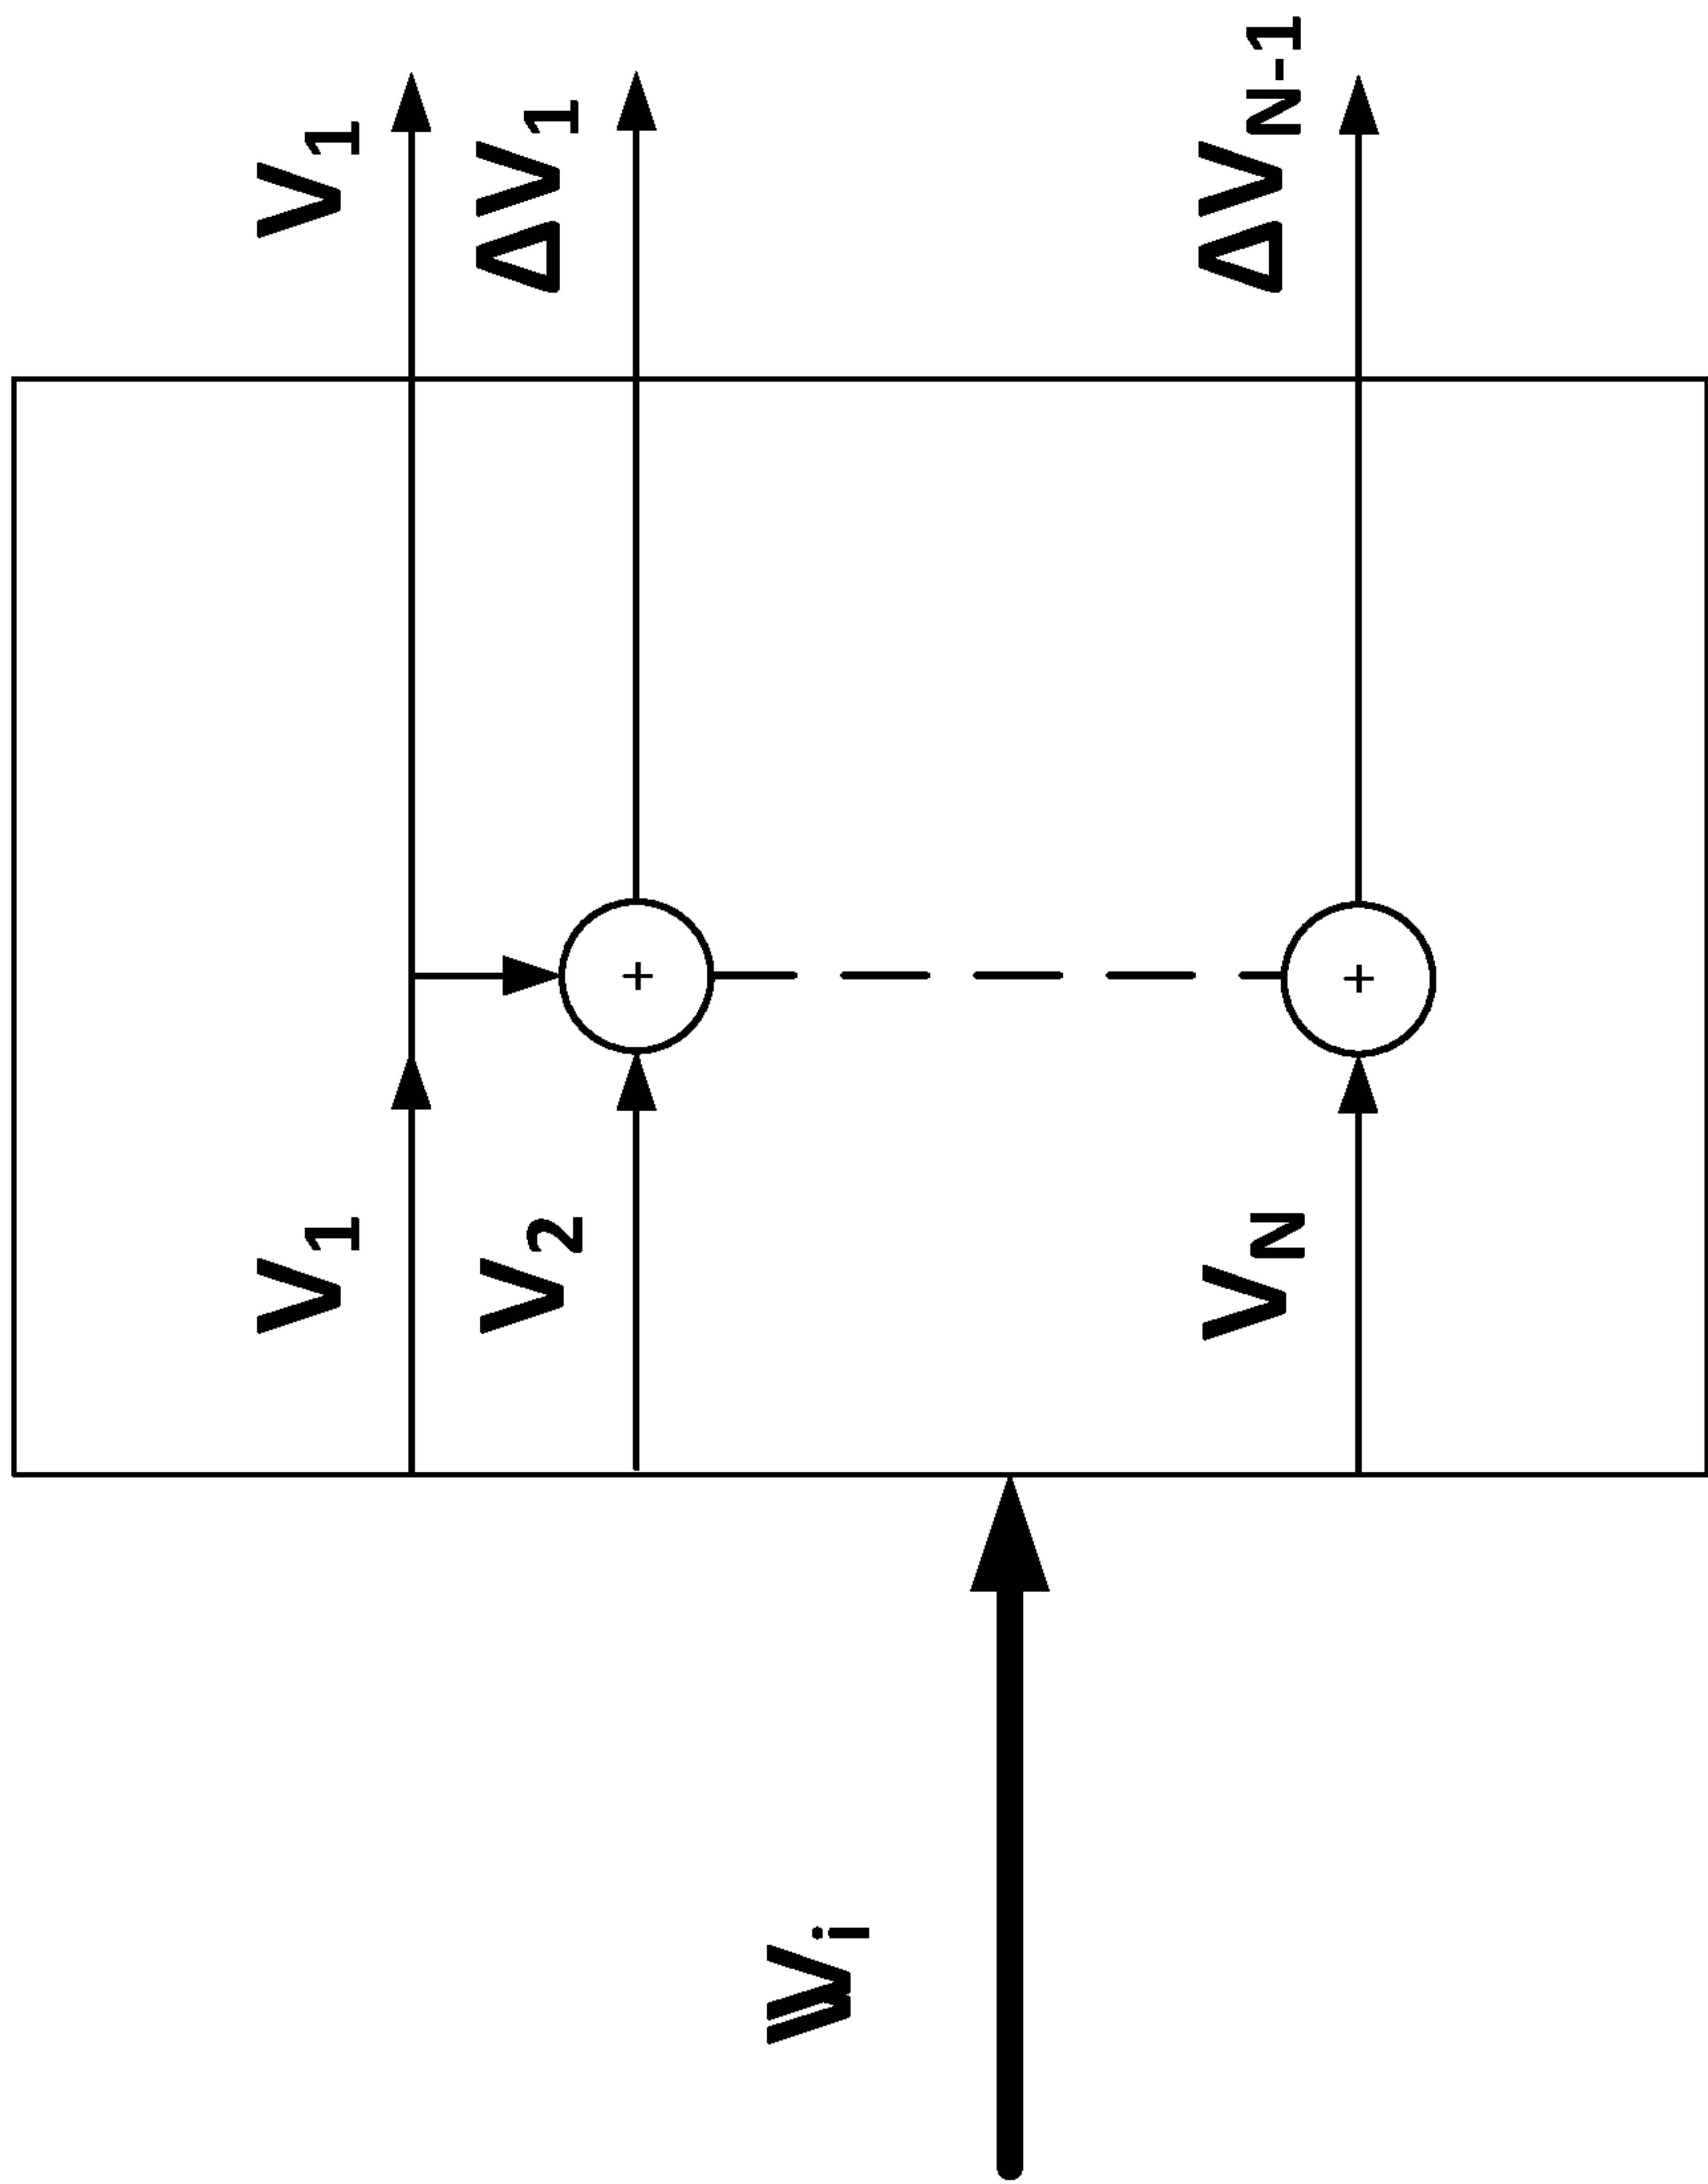 V₁
ΔV₁
ΔVN-1
V₁
V₂
VN
Wi
+
+